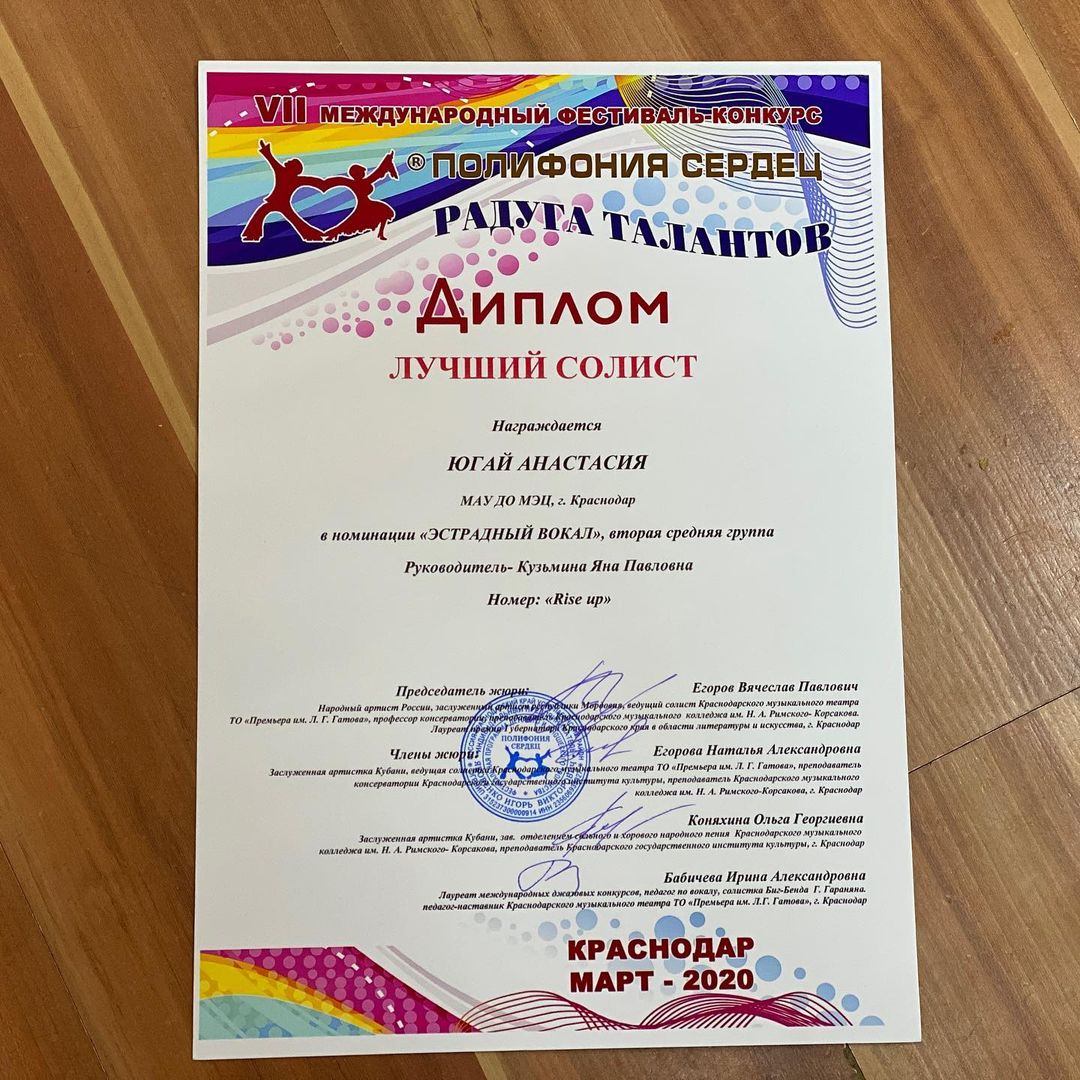 VII МЕЖДУНАРОДНЫЙ ФЕСТИВАЛЬ-КОНКУРС
® ПОЛИФОНИЯ СЕРДЕЦ
РАДУГА ТАЛАНТОВ
ДИПЛОМ
ЛУЧШИЙ СОЛИСТ
Награждается
ЮГАЙ АНАСТАСИЯ
МАУ ДО МЭЦ, г. Краснодар
в номинации «ЭСТРАДНЫЙ ВОКАЛ», вторая средняя группа
Руководитель- Кузьмина Яна Павловна
Номер: «Rise up»
Председатель жюри: Егоров Вячеслав Павлович
Народный артист России, заслуженный артист республики Мордовия, ведущий солист Краснодарского музыкального театра
ТО «Премьера им. Л. Г. Гатова», профессор консерватории, преподаватель Краснодарского музыкального колледжа им. Н. А. Римского- Корсакова.
Лауреат премии Губернатора Краснодарского края в области литературы и искусства, г. Краснодар
Члены жюри: Егорова Наталья Александровна
Заслуженная артистка Кубани, ведущая солистка Краснодарского музыкального театра ТО «Премьера им. Л. Г. Гатова», преподаватель
консерватории Краснодарского государственного института культуры, преподаватель Краснодарского музыкального
колледжа им. Н. А. Римского-Корсакова, г. Краснодар
Коняхина Ольга Георгиевна
Заслуженная артистка Кубани, зав. отделением сольного и хорового народного пения Краснодарского музыкального
колледжа им. Н. А. Римского- Корсакова, преподаватель Краснодарского государственного института культуры, г. Краснодар
Бабичева Ирина Александровна
Лауреат международных джазовых конкурсов, педагог по вокалу, солистка Биг-Бенда Г. Гараняна.
педагог-наставник Краснодарского музыкального театра ТО «Премьера им. Л.Г. Гатова», г. Краснодар
ПОЛИФОНИЯ
СЕРДЕЦ
КРАСНОДАР
МАРТ - 2020